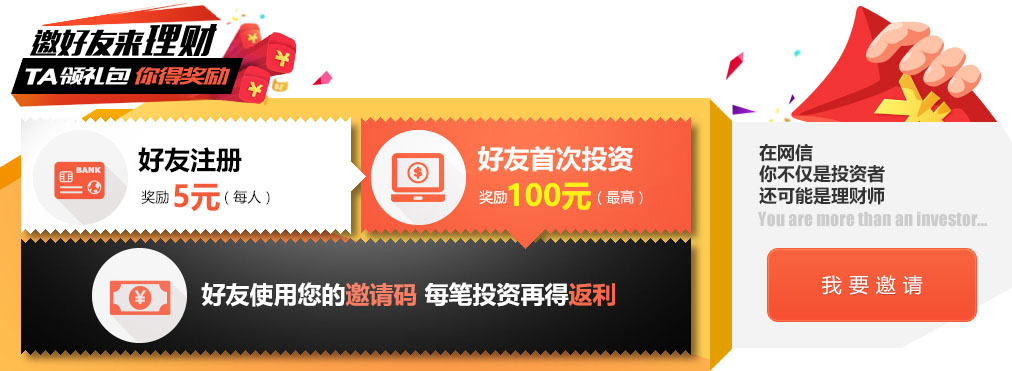 邀好友来理财
TA领礼包 你得奖励
BANK
好友注册
奖励5元（每人）
$
好友首次投资
奖励100元（最高）
¥
好友使用您的邀请码 每笔投资再得返利
在网信
你不仅是投资者
还可能是理财师
You are more than an investor...
我要邀请